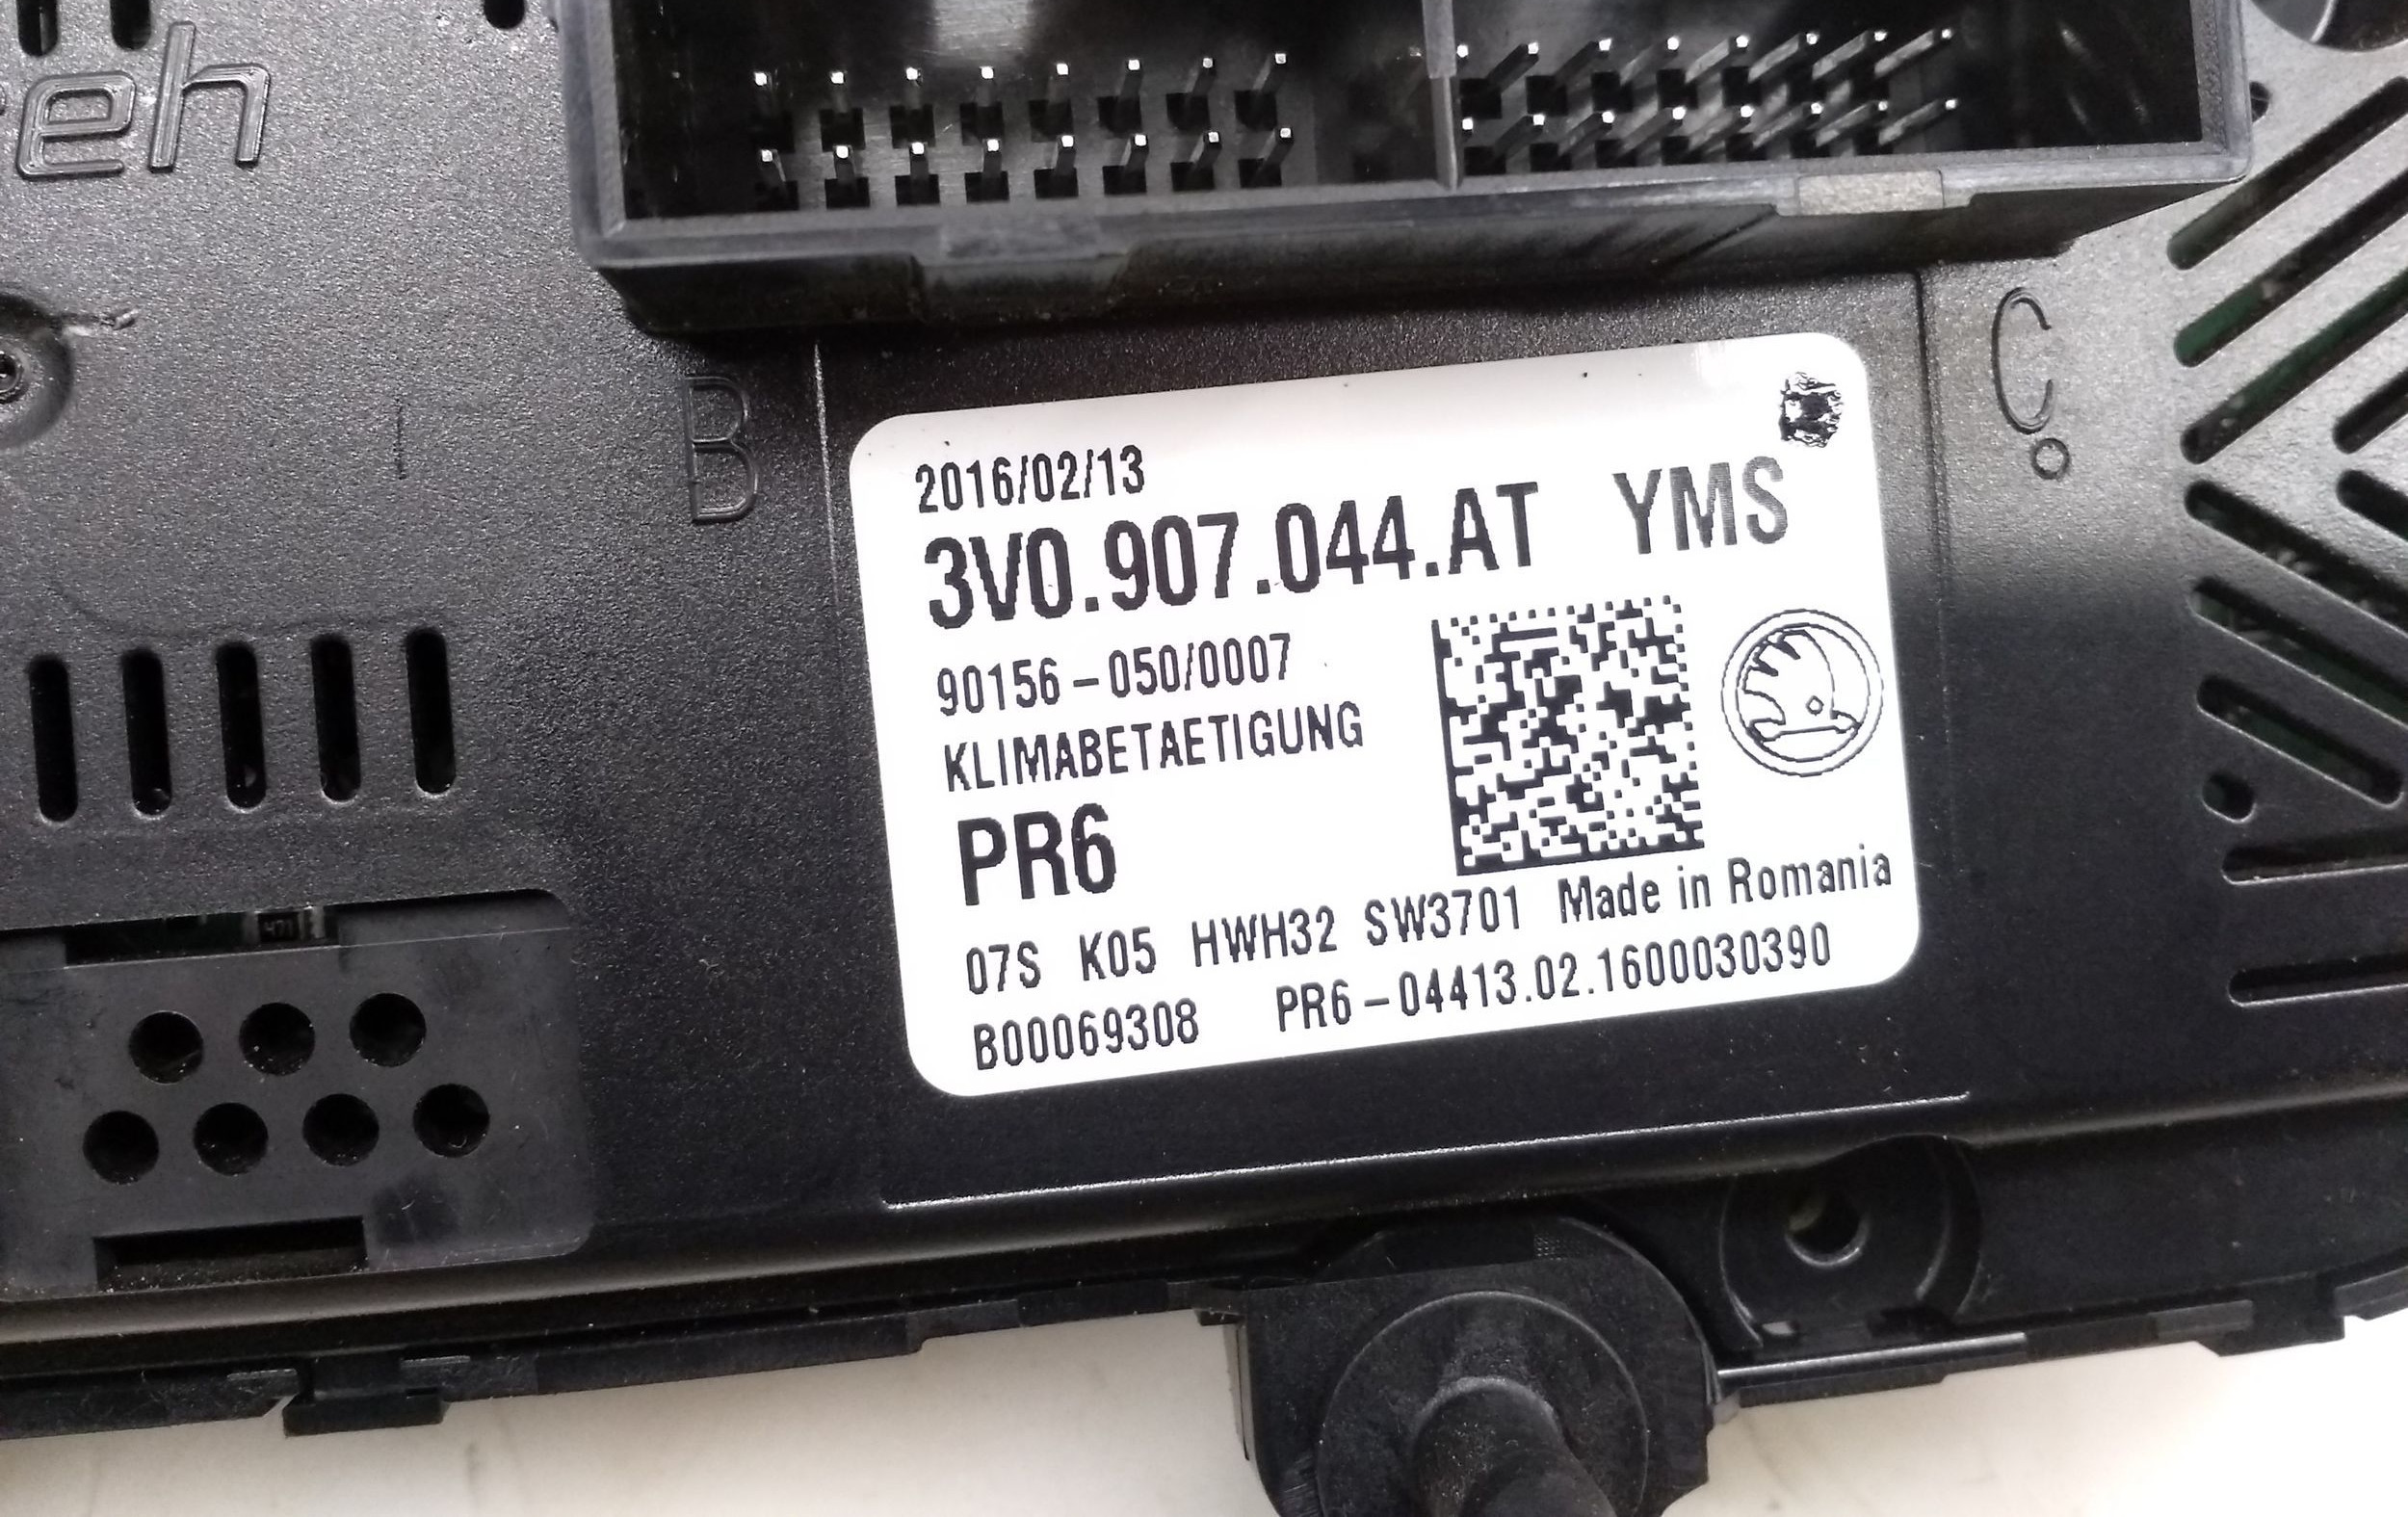 B
C
2016/02/13
3V0.907.044.AT YMS
90156-050/0007
KLIMABETAETIGUNG
PR6
07S K05 HWH32 SW3701 Made in Romania
B00069308 PR6-04413.02.1600030390